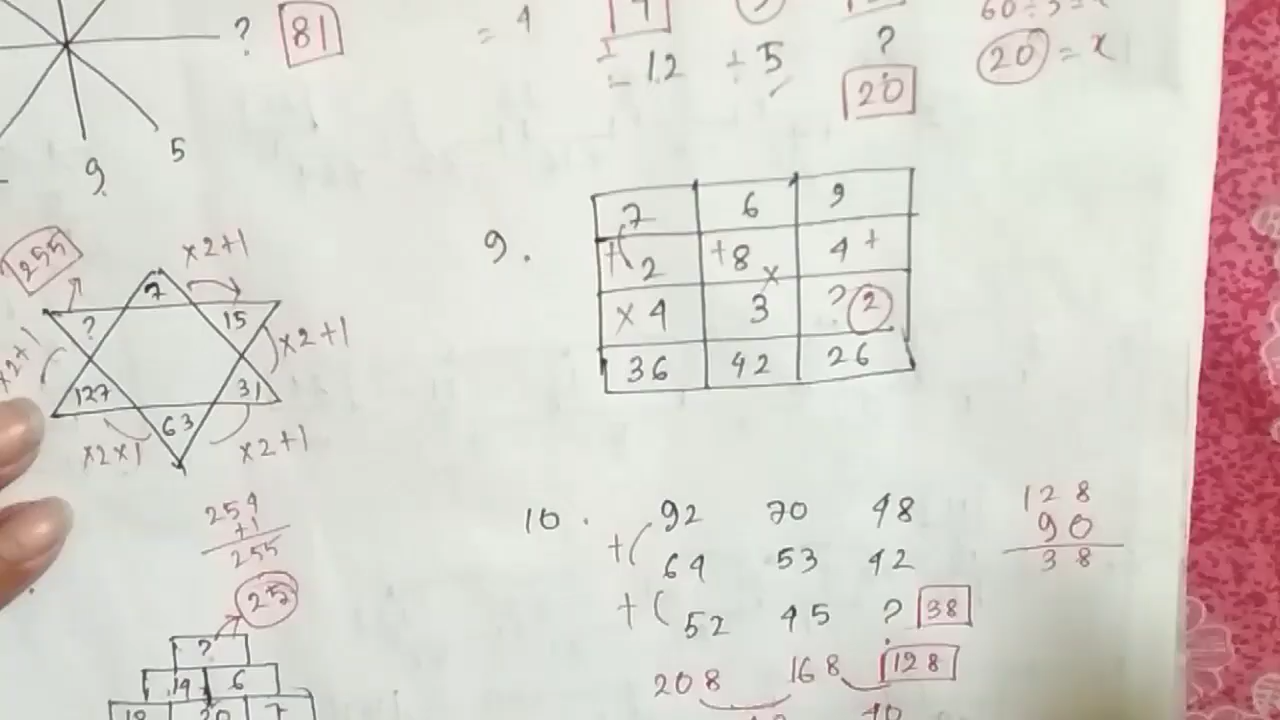 ? 81
9 5
= 4
= -12 ÷5 ?
20
20 = x
9.
7 6 9
+( 2 +8 4 +
x 4 x 3 ? 2
36 42 26
255
x2+1
7
? 15
x2+1 x2+1
127 31
63
x2x1 x2+1
254
+1
255
10. 92 70 48
+( 64 53 42
+( 52 45 ? 38
208 168 128
128
90
38
?
19 6
7